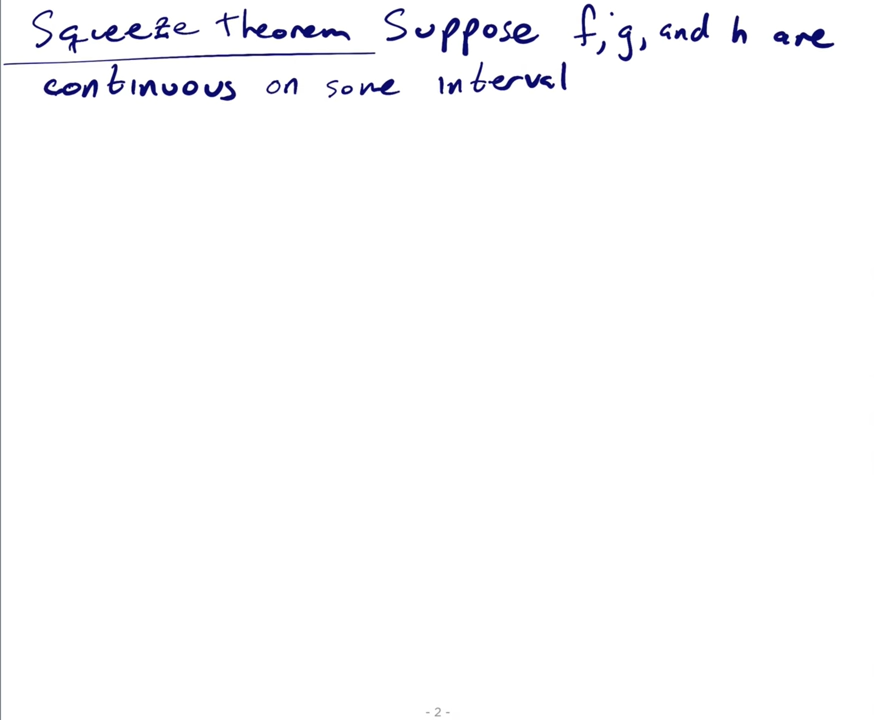 Squeeze theorem Suppose f, g, and h are
continuous on some interval
- 2 -